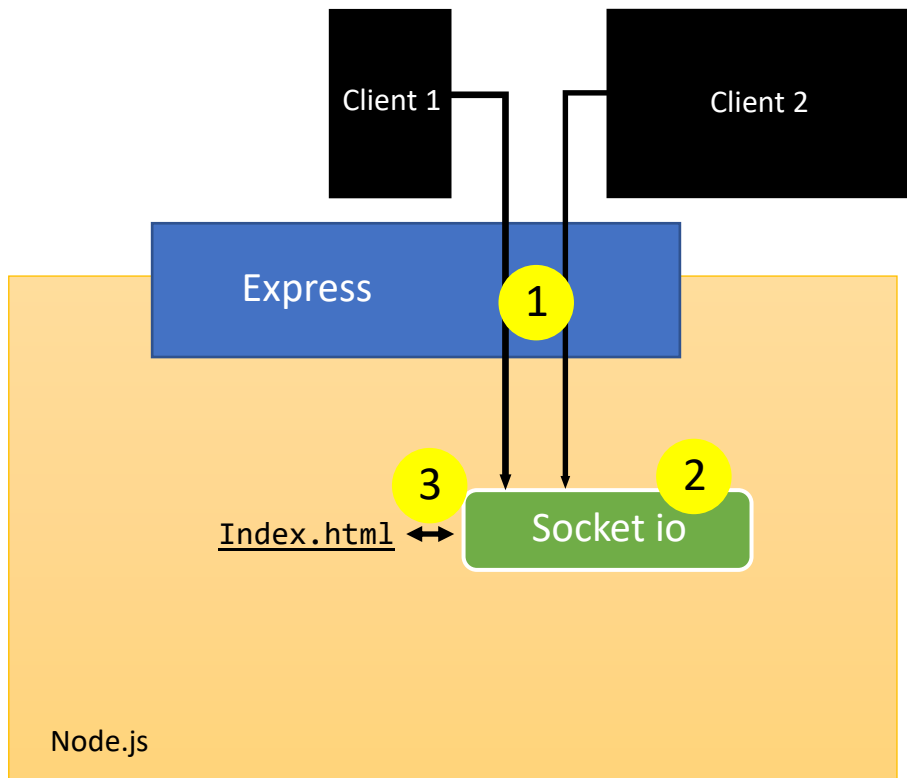 Client 1
Client 2
Express
1
3
2
Index.html
Socket io
Node.js